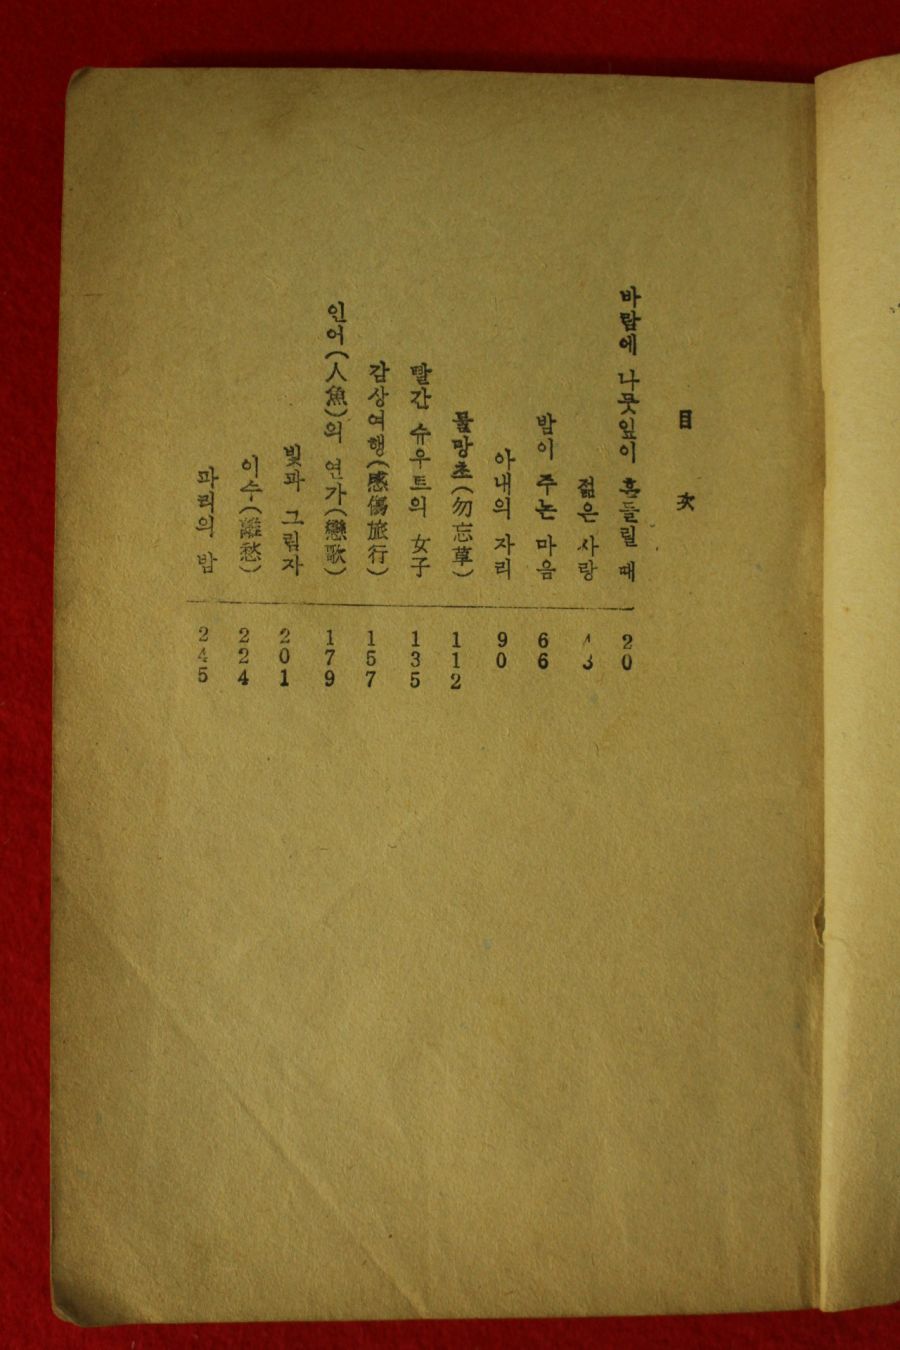 目次
바람에 나뭇잎이 흔들릴 때 20
젊은 사랑 43
밤이 주는 마음 66
아내의 자리 90
물망초(勿忘草) 112
빨간 슈우트의 女子 135
감상여행(感傷旅行) 157
인어(人魚)의 연가(戀歌) 179
빛과 그림자 201
이수(離愁) 224
파리의 밤 245